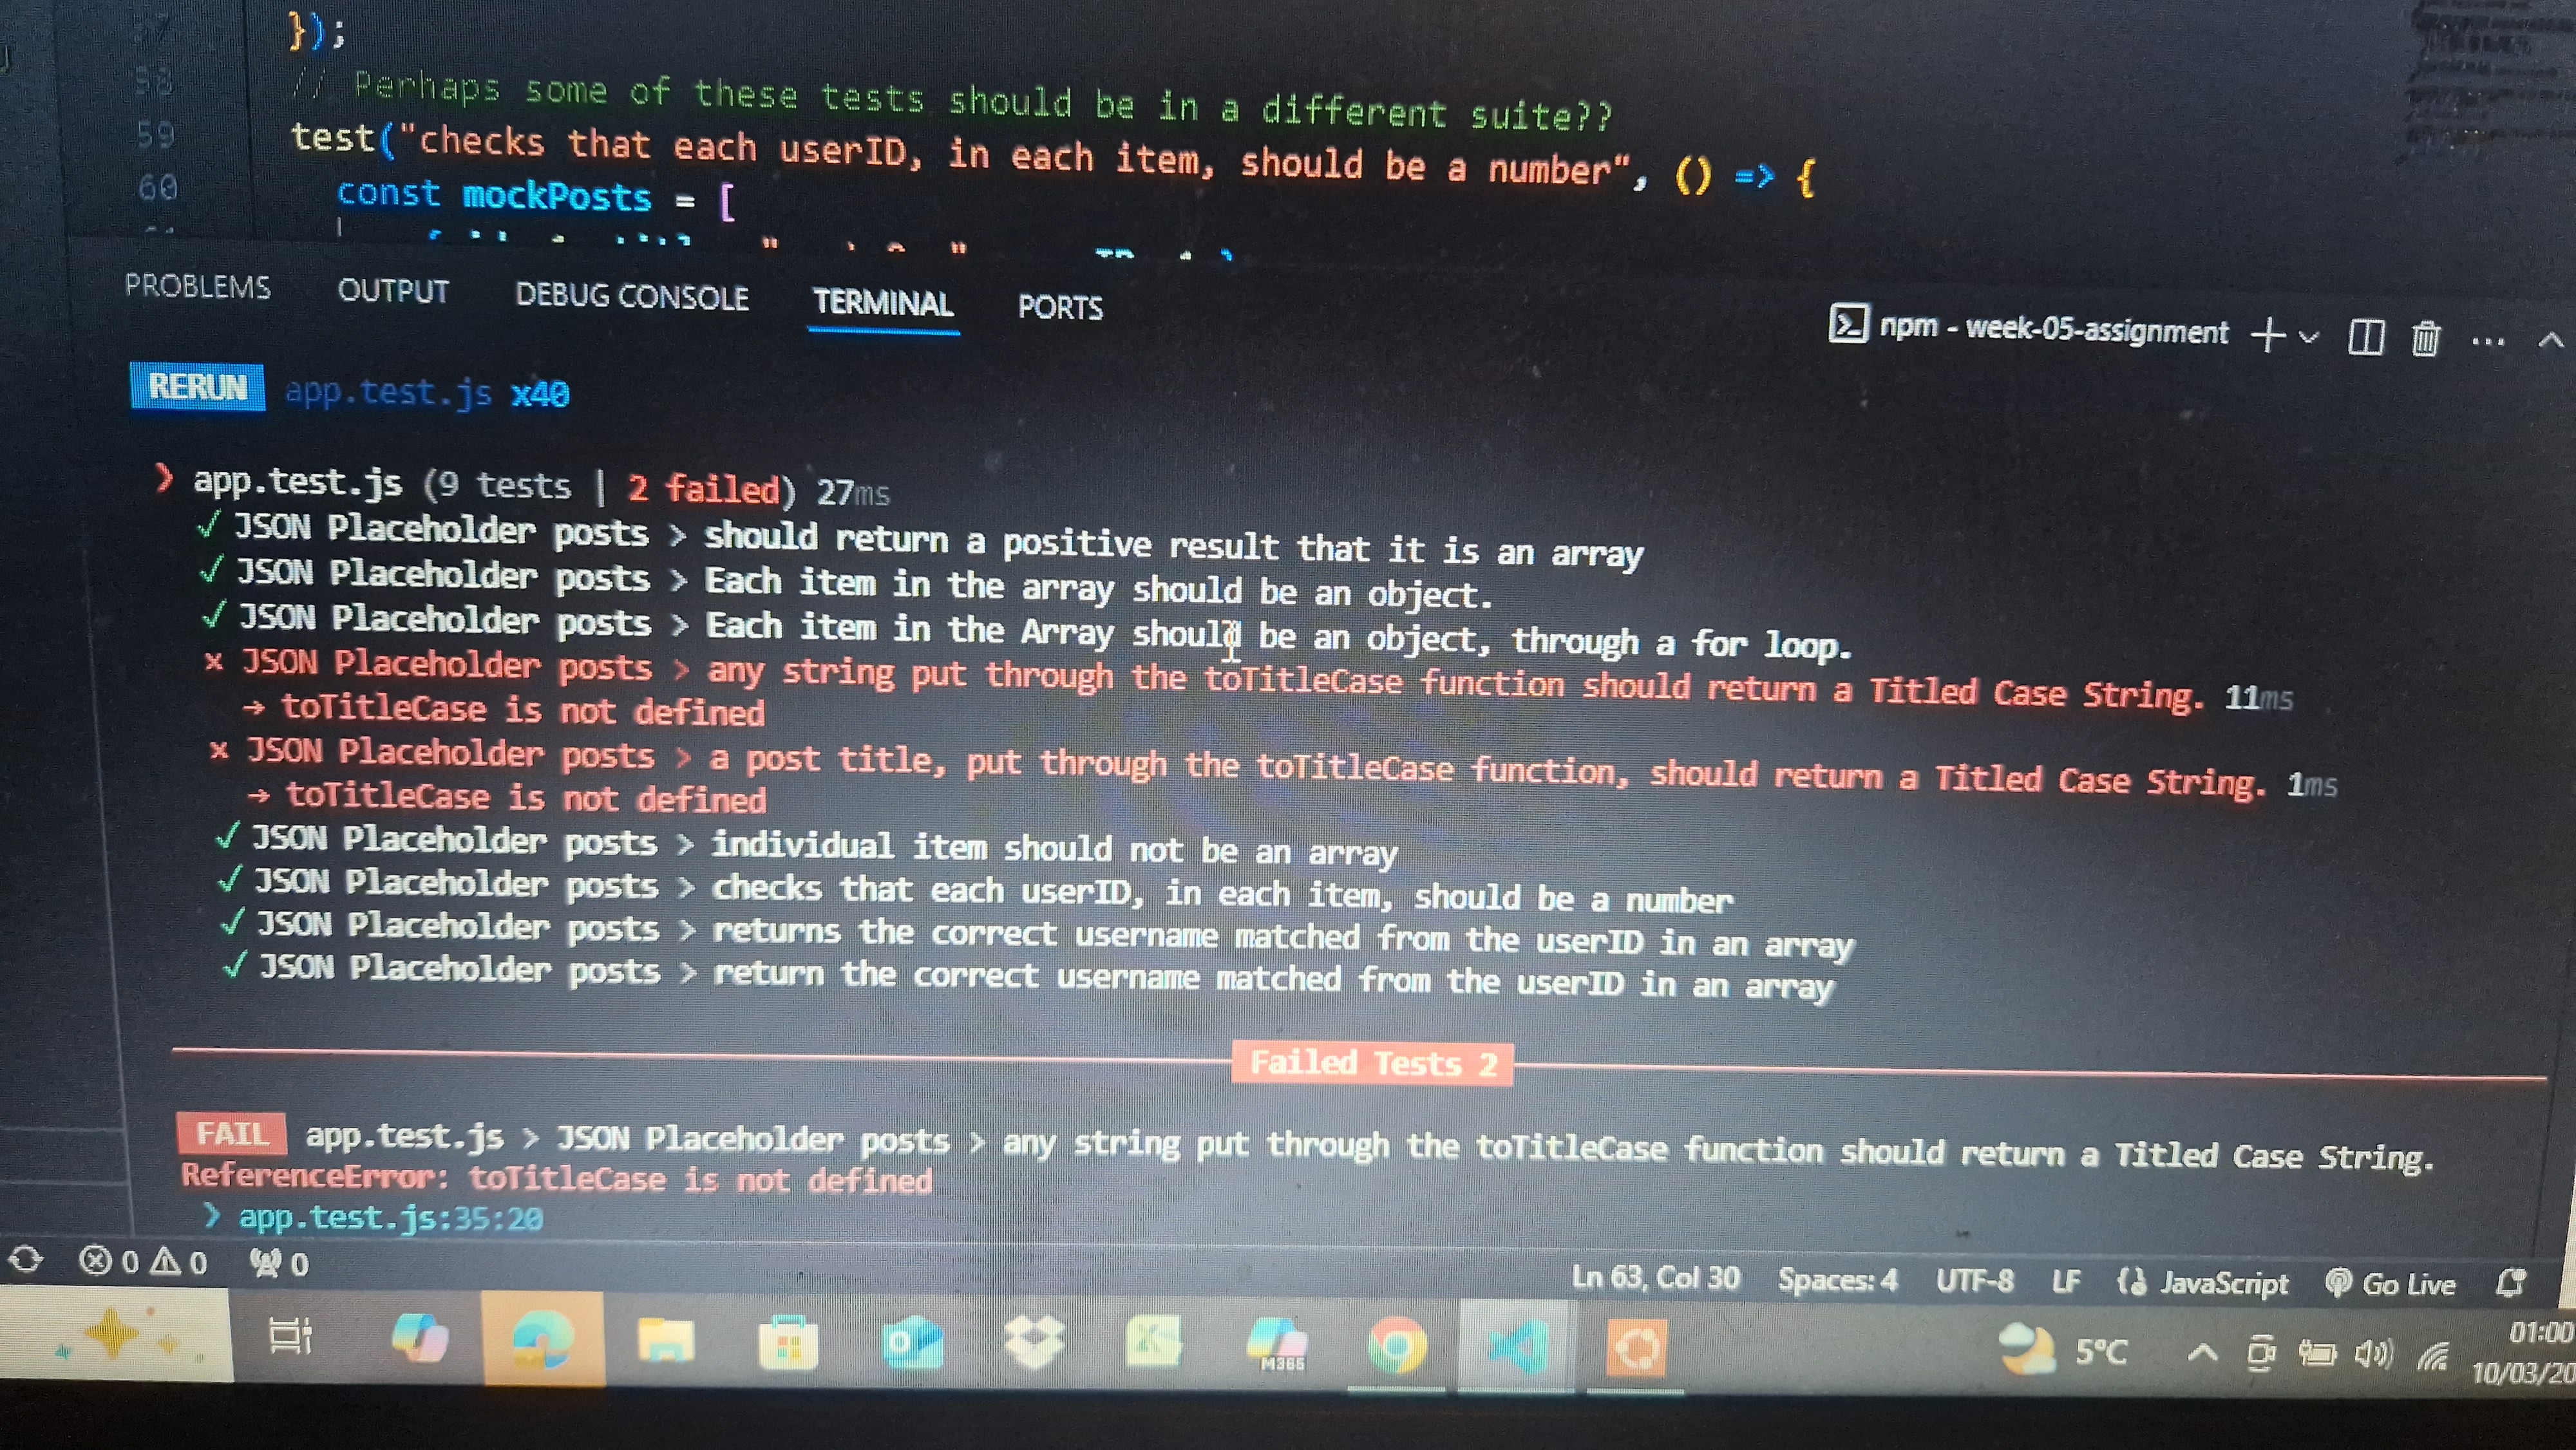 57 });
58 // Perhaps some of these tests should be in a different suite??
59 test("checks that each userID, in each item, should be a number", () => {
60 const mockPosts = [
PROBLEMS OUTPUT DEBUG CONSOLE TERMINAL PORTS
npm - week-05-assignment
RERUN app.test.js x40
❯ app.test.js (9 tests | 2 failed) 27ms
✓ JSON Placeholder posts > should return a positive result that it is an array
✓ JSON Placeholder posts > Each item in the array should be an object.
✓ JSON Placeholder posts > Each item in the Array should be an object, through a for loop.
× JSON Placeholder posts > any string put through the toTitleCase function should return a Titled Case String. 11ms
→ toTitleCase is not defined
× JSON Placeholder posts > a post title, put through the toTitleCase function, should return a Titled Case String. 1ms
→ toTitleCase is not defined
✓ JSON Placeholder posts > individual item should not be an array
✓ JSON Placeholder posts > checks that each userID, in each item, should be a number
✓ JSON Placeholder posts > returns the correct username matched from the userID in an array
✓ JSON Placeholder posts > return the correct username matched from the userID in an array
Failed Tests 2
FAIL app.test.js > JSON Placeholder posts > any string put through the toTitleCase function should return a Titled Case String.
ReferenceError: toTitleCase is not defined
❯ app.test.js:35:20
0 0 0 Ln 63, Col 30 Spaces: 4 UTF-8 LF JavaScript Go Live
M365
5°C
01:00
10/03/20